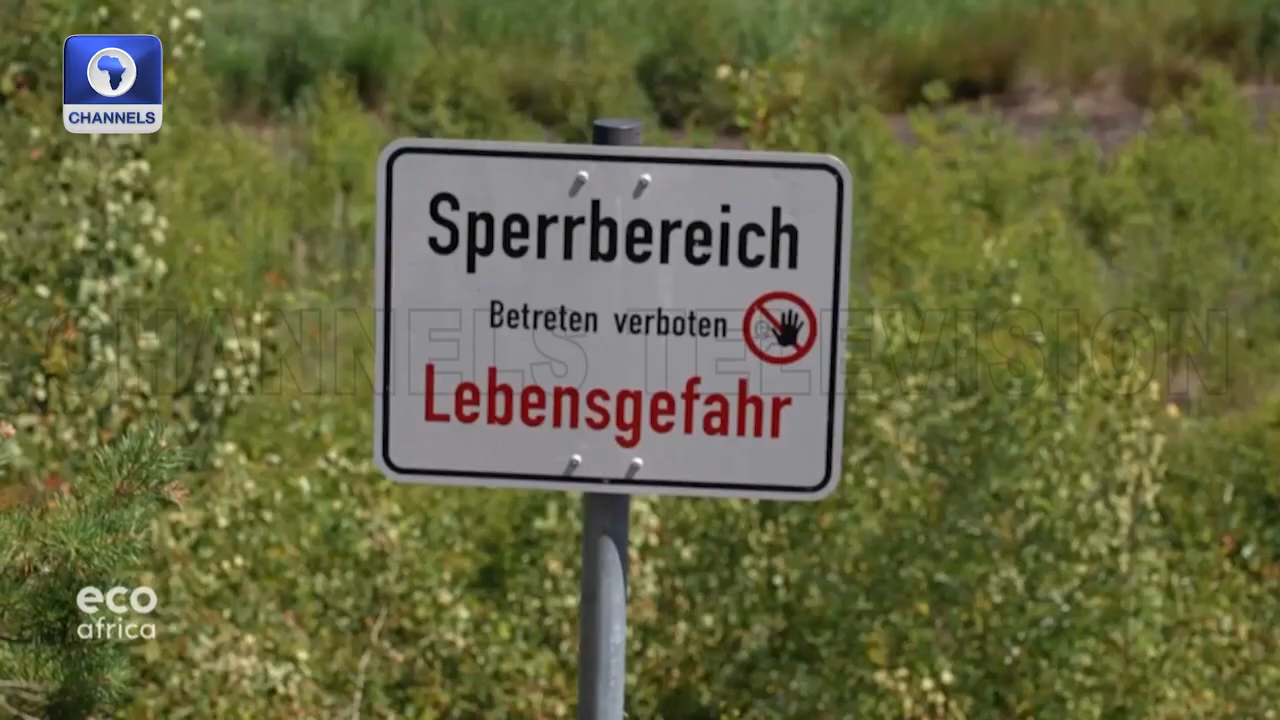 CHANNELS
Sperrbereich
Betreten verboten
CHANNELS TELEVISION
Lebensgefahr
eco
africa